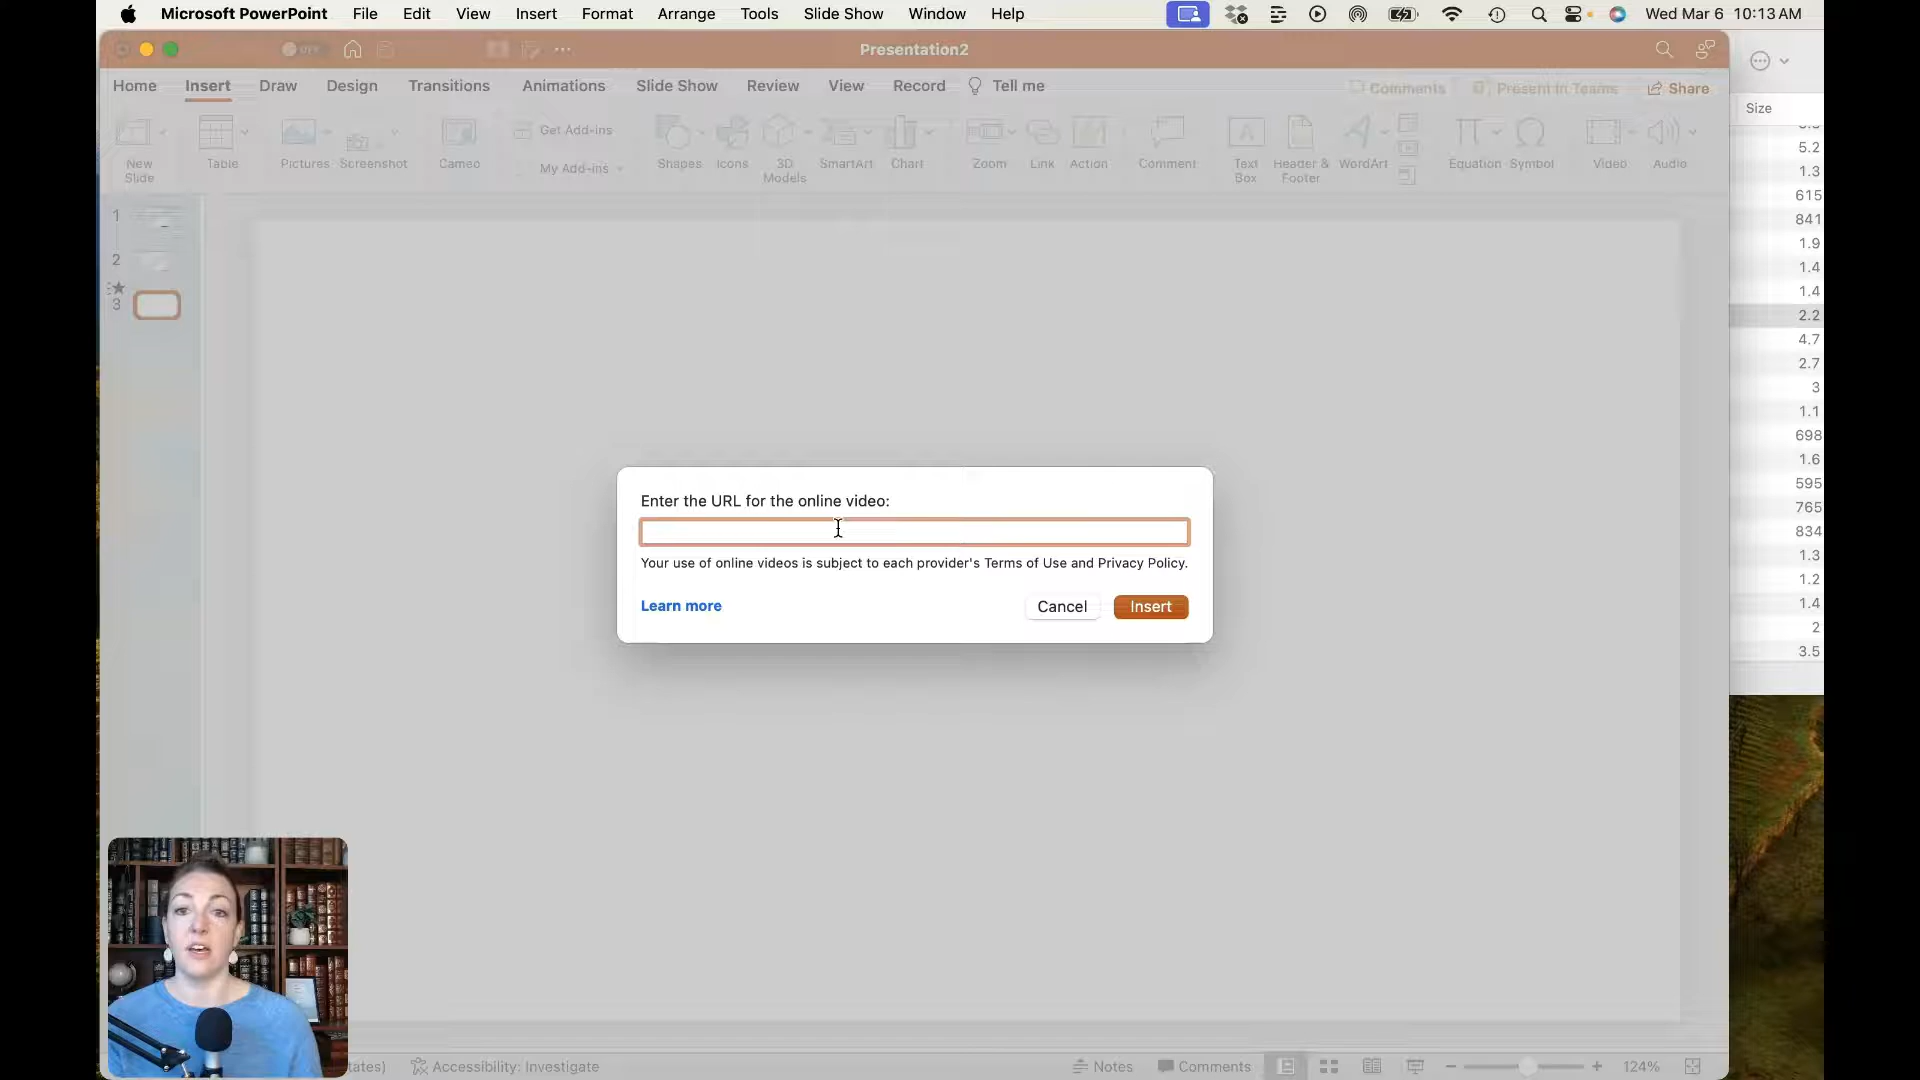 Microsoft PowerPoint File Edit View Insert Format Arrange Tools Slide Show Window Help Wed Mar 6 10:13 AM
OFF Presentation2
Home Insert Draw Design Transitions Animations Slide Show Review View Record Tell me Comments Present in Teams Share
New Slide
Table
Pictures
Screenshot
Cameo
Get Add-ins
My Add-ins
Shapes
Icons
3D Models
SmartArt
Chart
Zoom
Link
Action
Comment
Text Box
Header & Footer
WordArt
Equation
Symbol
Video
Audio
1
2
3
Enter the URL for the online video:
Your use of online videos is subject to each provider's Terms of Use and Privacy Policy.
Learn more Cancel Insert
Size
5.2
1.3
615
841
1.9
1.4
1.4
2.2
4.7
2.7
3
1.1
698
1.6
595
765
834
1.3
1.2
1.4
2
3.5
tates) Accessibility: Investigate Notes Comments 124%